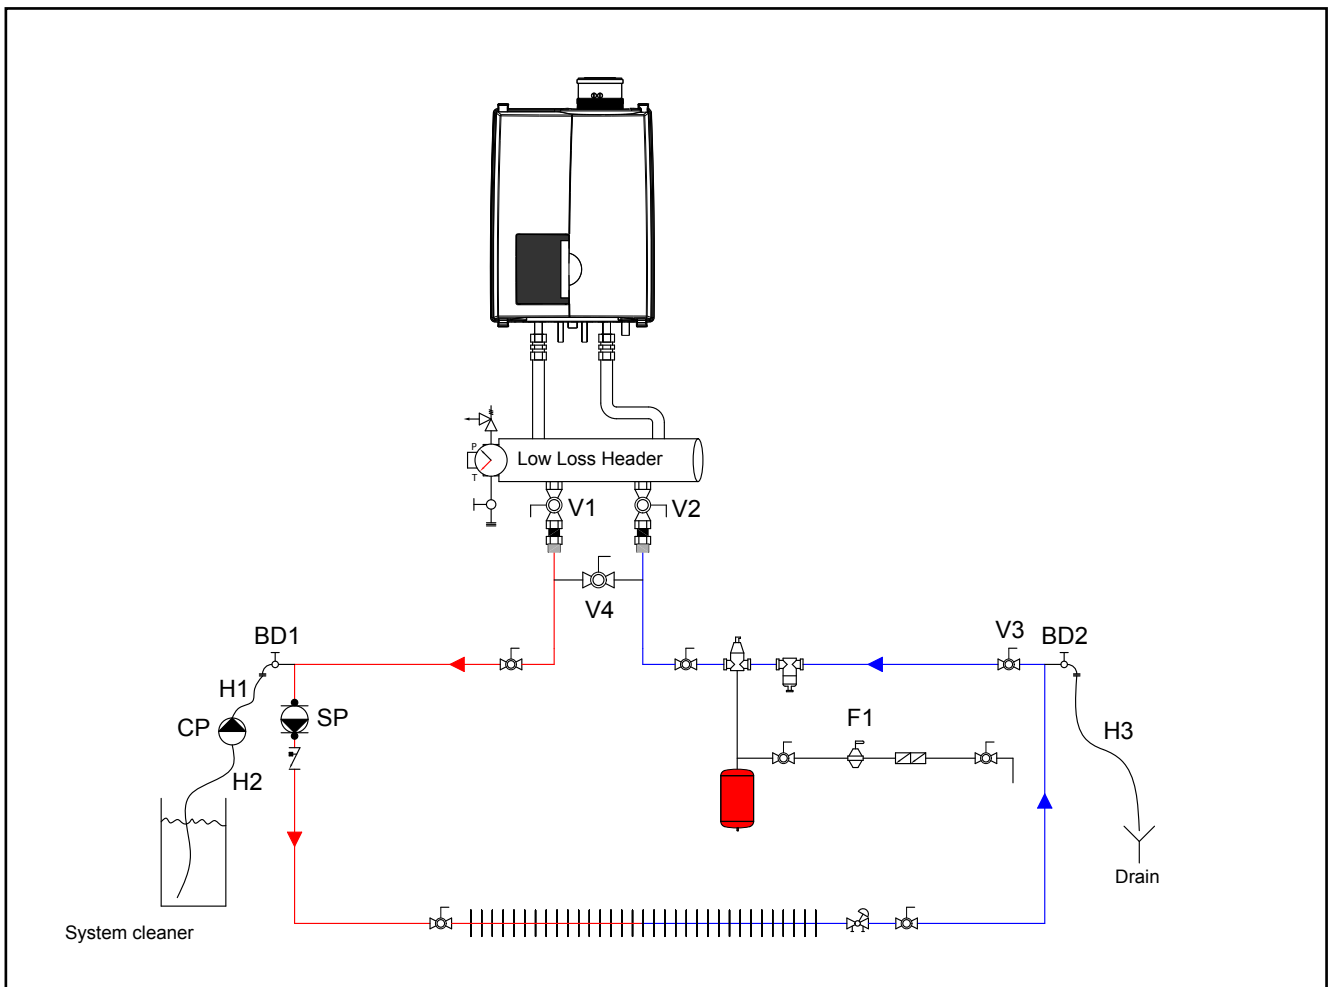 P
Low Loss Header
T
V1
V2
V4
BD1
V3
BD2
H1
CP
SP
F1
H3
H2
Drain
System cleaner